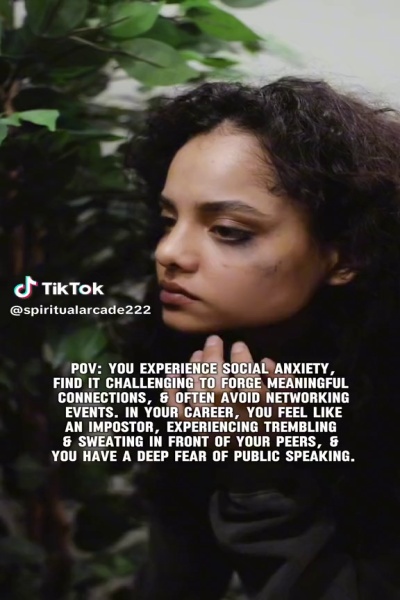 TikTok
@spiritualarcade222
POV: YOU EXPERIENCE SOCIAL ANXIETY,
FIND IT CHALLENGING TO FORGE MEANINGFUL
CONNECTIONS, & OFTEN AVOID NETWORKING
EVENTS. IN YOUR CAREER, YOU FEEL LIKE
AN IMPOSTOR, EXPERIENCING TREMBLING
& SWEATING IN FRONT OF YOUR PEERS, &
YOU HAVE A DEEP FEAR OF PUBLIC SPEAKING.